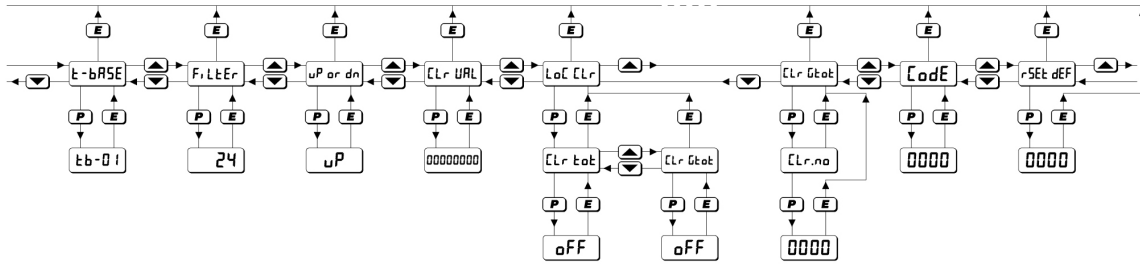 E E E E E E E E
t-bASE FiLtEr uP or dn CLr VAL LoC CLr CLr Gtot CodE rSEt dEF
P E P E P E P E P E E P E P E P E
tb-01 24 uP 00000000 CLr tot CLr Gtot CLr.no 0000 0000
P E P E P E
oFF oFF 0000